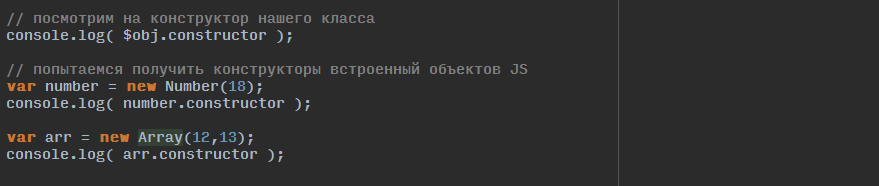 // посмотрим на конструктор нашего класса
console.log( $obj.constructor );
// попытаемся получить конструкторы встроенный объектов JS
var number = new Number(18);
console.log( number.constructor );
var arr = new Array(12,13);
console.log( arr.constructor );